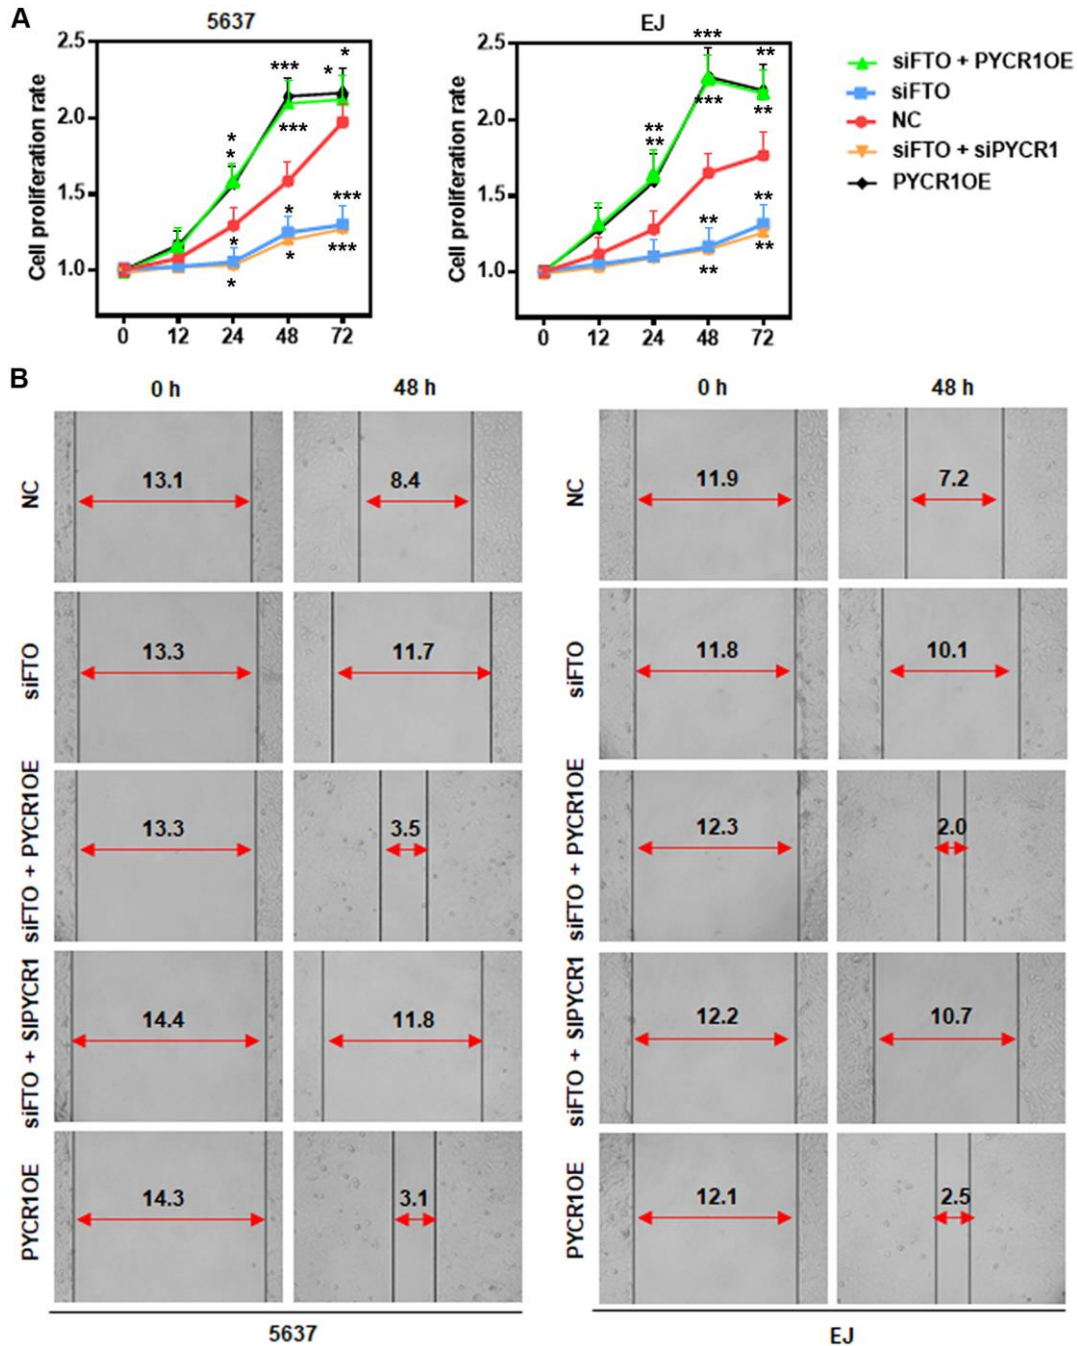 A
5637
EJ
Cell proliferation rate
2.5
2.0
1.5
1.0
0 12 24 48 72
* * * * *** *** * * * * *** ***
Cell proliferation rate
2.5
2.0
1.5
1.0
0 12 24 48 72
** ** *** *** ** ** ** ** ** **
siFTO + PYCR1OE
siFTO
NC
siFTO + siPYCR1
PYCR1OE
B
0 h 48 h 0 h 48 h
NC 13.1 8.4 NC 11.9 7.2
siFTO 13.3 11.7 siFTO 11.8 10.1
siFTO + PYCR1OE 13.3 3.5 siFTO + PYCR1OE 12.3 2.0
siFTO + SIPYCR1 14.4 11.8 siFTO + SIPYCR1 12.2 10.7
PYCR1OE 14.3 3.1 PYCR1OE 12.1 2.5
5637 EJ